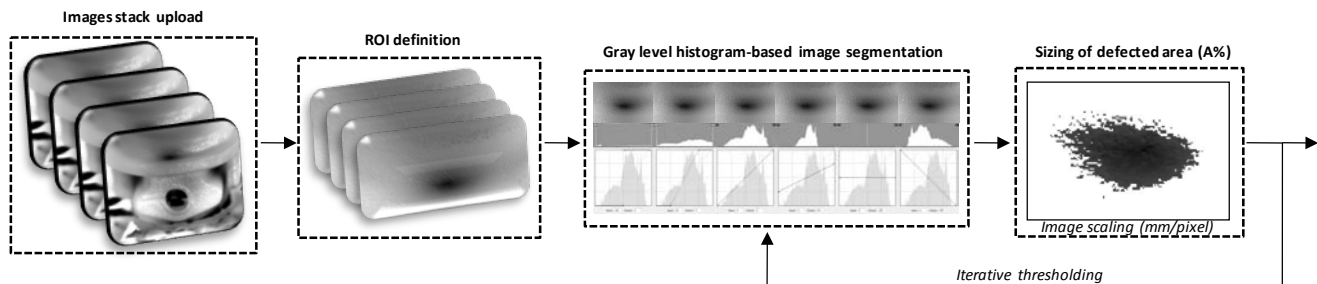 Images stack upload
ROI definition
Gray level histogram-based image segmentation
Sizing of defected area (A%)
Image scaling (mm/pixel)
Iterative thresholding